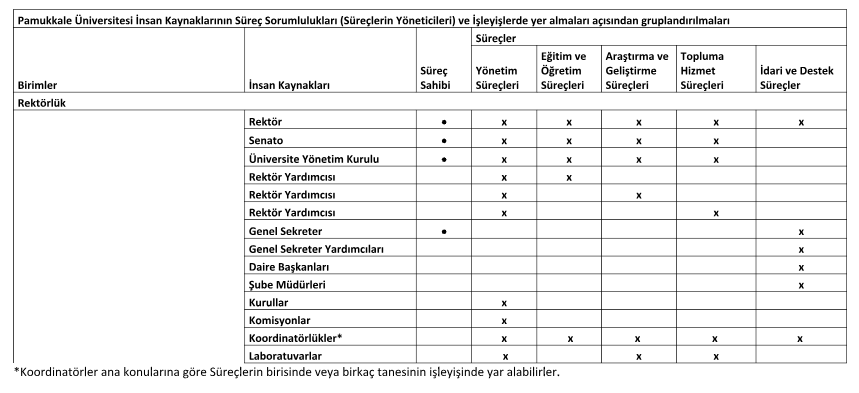 Pamukkale Üniversitesi İnsan Kaynaklarının Süreç Sorumlulukları (Süreçlerin Yöneticileri) ve İşleyişlerde yer almaları açısından gruplandırılmaları
Süreçler
Birimler İnsan Kaynakları Süreç Sahibi Yönetim Süreçleri Eğitim ve Öğretim Süreçleri Araştırma ve Geliştirme Süreçleri Topluma Hizmet Süreçleri İdari ve Destek Süreçler
Rektörlük
Rektör • x x x x x
Senato • x x x x
Üniversite Yönetim Kurulu • x x x x
Rektör Yardımcısı x x
Rektör Yardımcısı x x
Rektör Yardımcısı x x
Genel Sekreter • x
Genel Sekreter Yardımcıları x
Daire Başkanları x
Şube Müdürleri x
Kurullar x
Komisyonlar x
Koordinatörlükler* x x x x x
Laboratuvarlar x x x
*Koordinatörler ana konularına göre Süreçlerin birisinde veya birkaç tanesinin işleyişinde yar alabilirler.